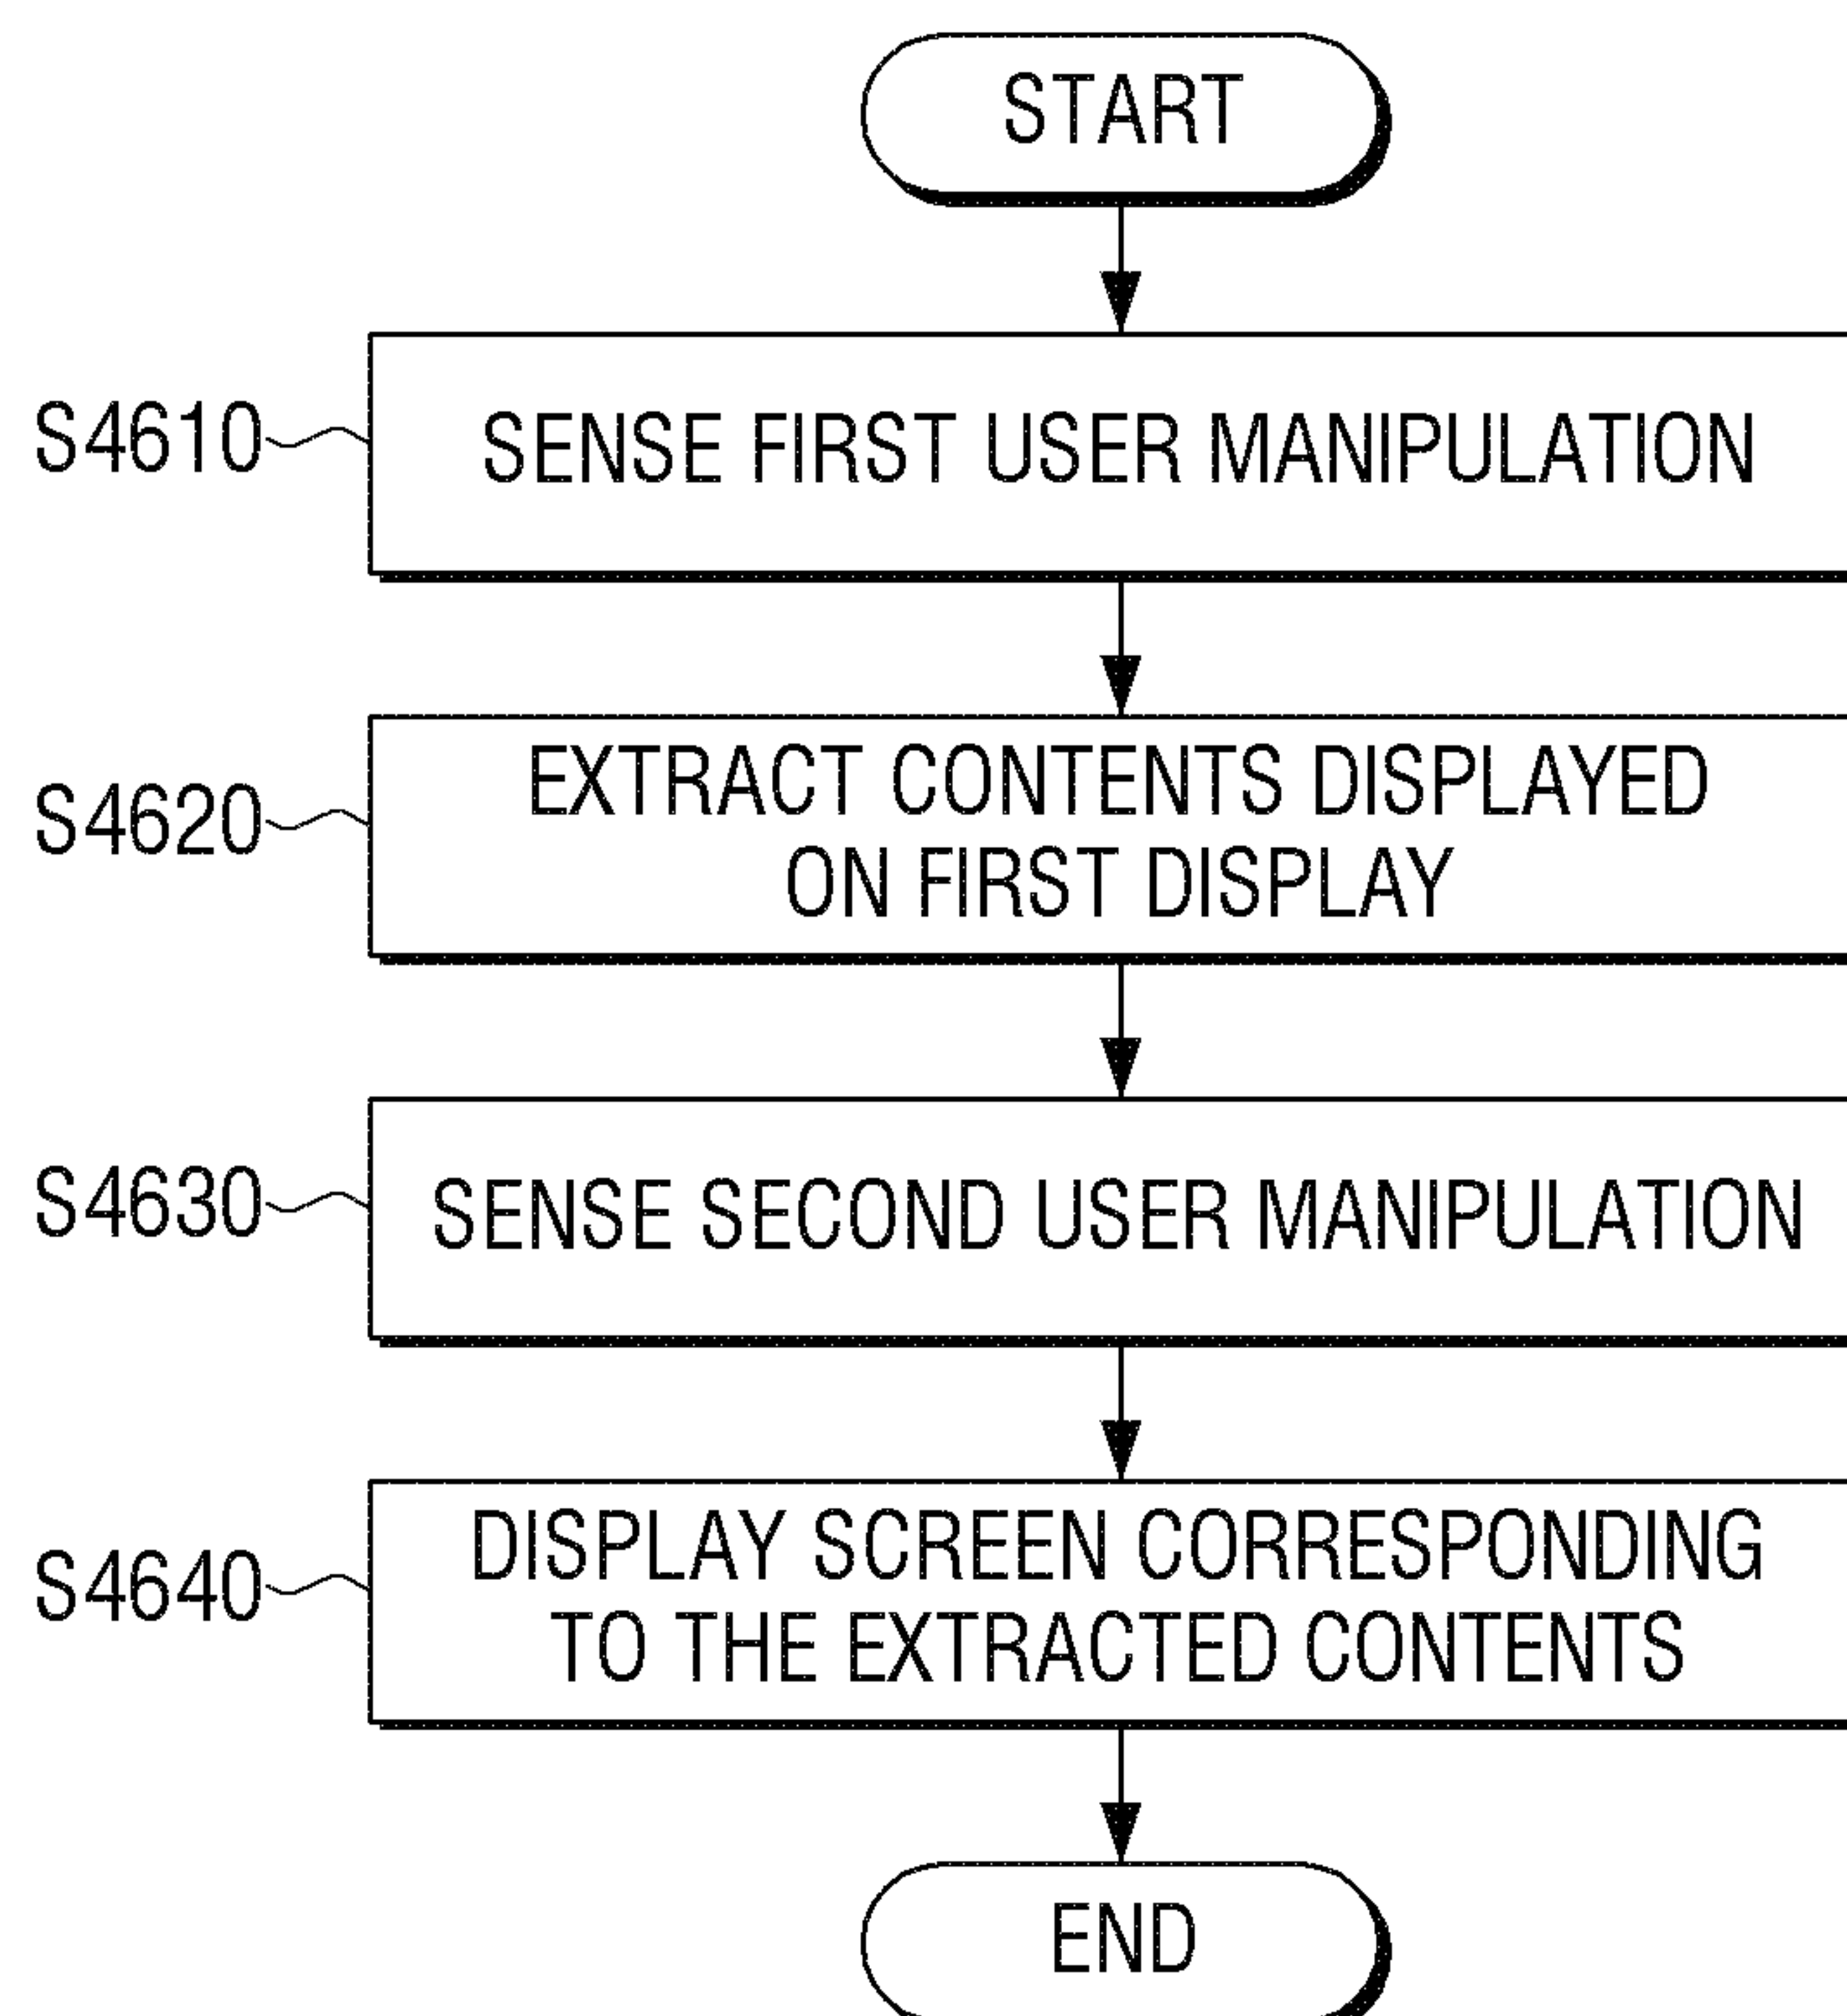 START
S4610
SENSE FIRST USER MANIPULATION
S4620
EXTRACT CONTENTS DISPLAYED
ON FIRST DISPLAY
S4630
SENSE SECOND USER MANIPULATION
S4640
DISPLAY SCREEN CORRESPONDING
TO THE EXTRACTED CONTENTS
END